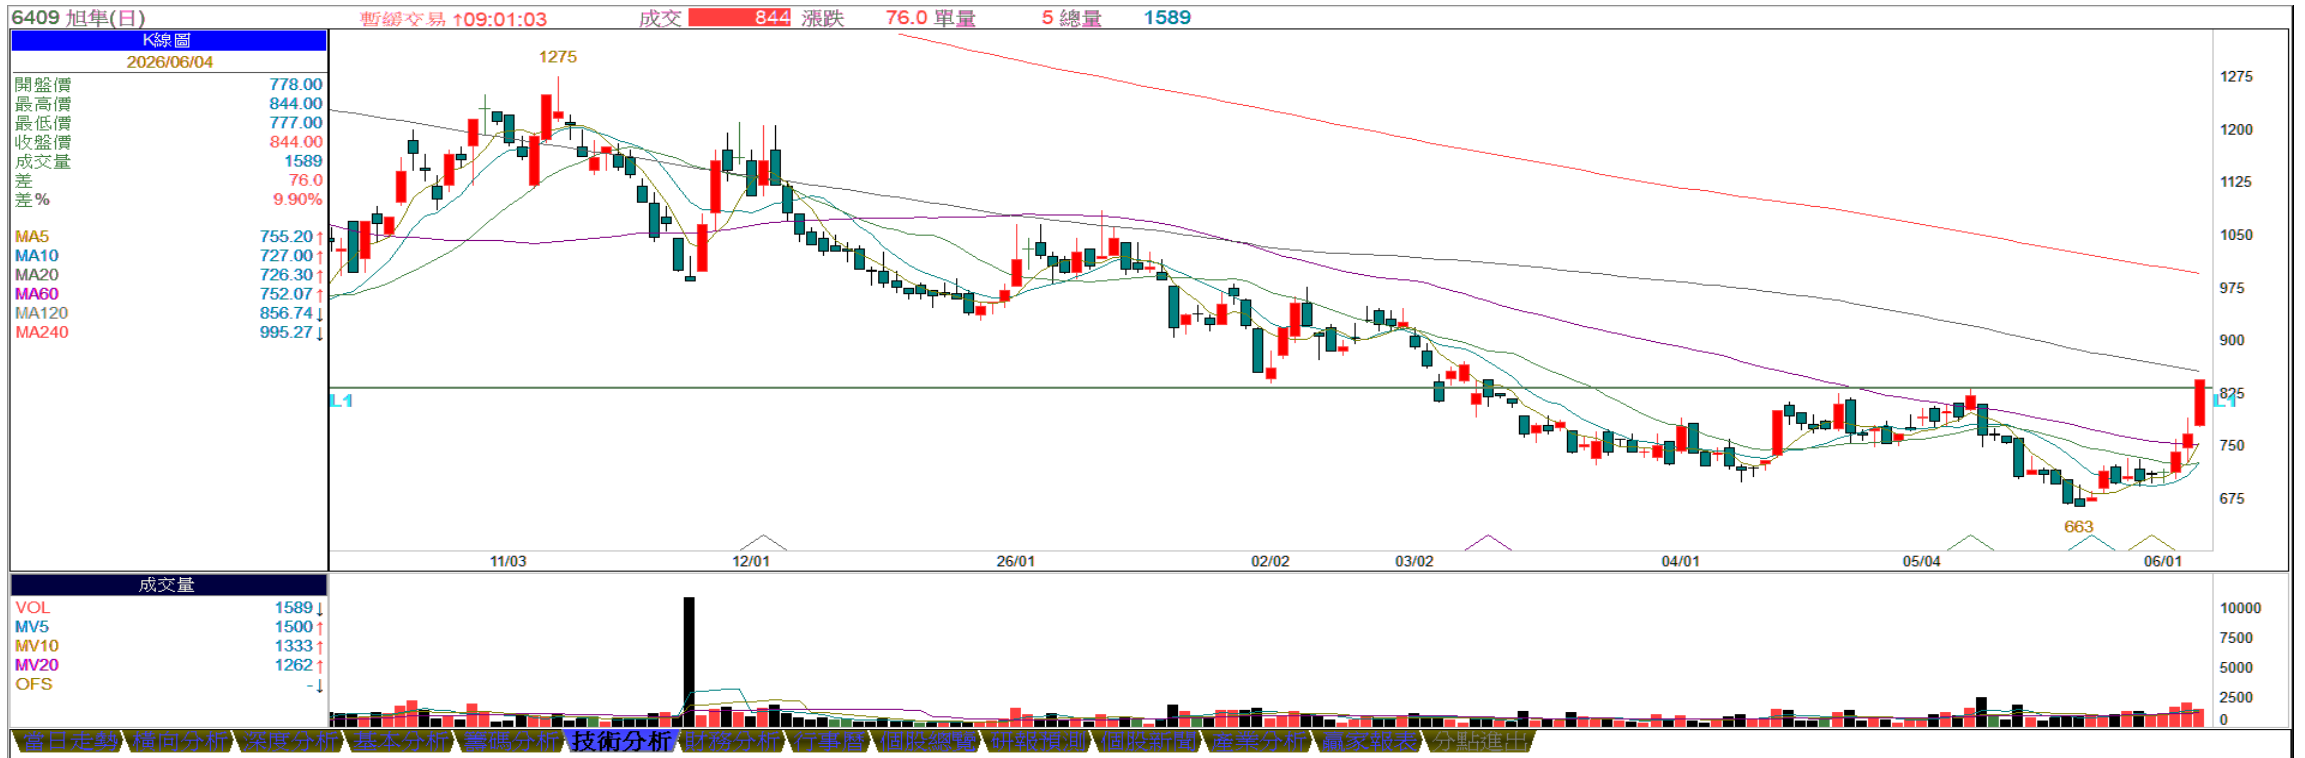 6409 旭隼(日) 暫緩交易 ↑09:01:03 成交 844 漲跌 76.0 單量 5 總量 1589
K線圖
2026/06/04
開盤價 778.00
最高價 844.00
最低價 777.00
收盤價 844.00
成交量 1589
差 76.0
差% 9.90%
MA5 755.20↑
MA10 727.00↑
MA20 726.30↑
MA60 752.07↑
MA120 856.74↓
MA240 995.27↓
1275
663
L1
L1
1275
1200
1125
1050
975
900
825
750
675
11/03 12/01 26/01 02/02 03/02 04/01 05/04 06/01
成交量
VOL 1589↓
MV5 1500↑
MV10 1333↑
MV20 1262↑
OFS -↓
10000
7500
5000
2500
0
當日走勢 橫向分析 深度分析 基本分析 籌碼分析 技術分析 財務分析 行事曆 個股總覽 研報預測 個股新聞 產業分析 贏家報表 分點進出